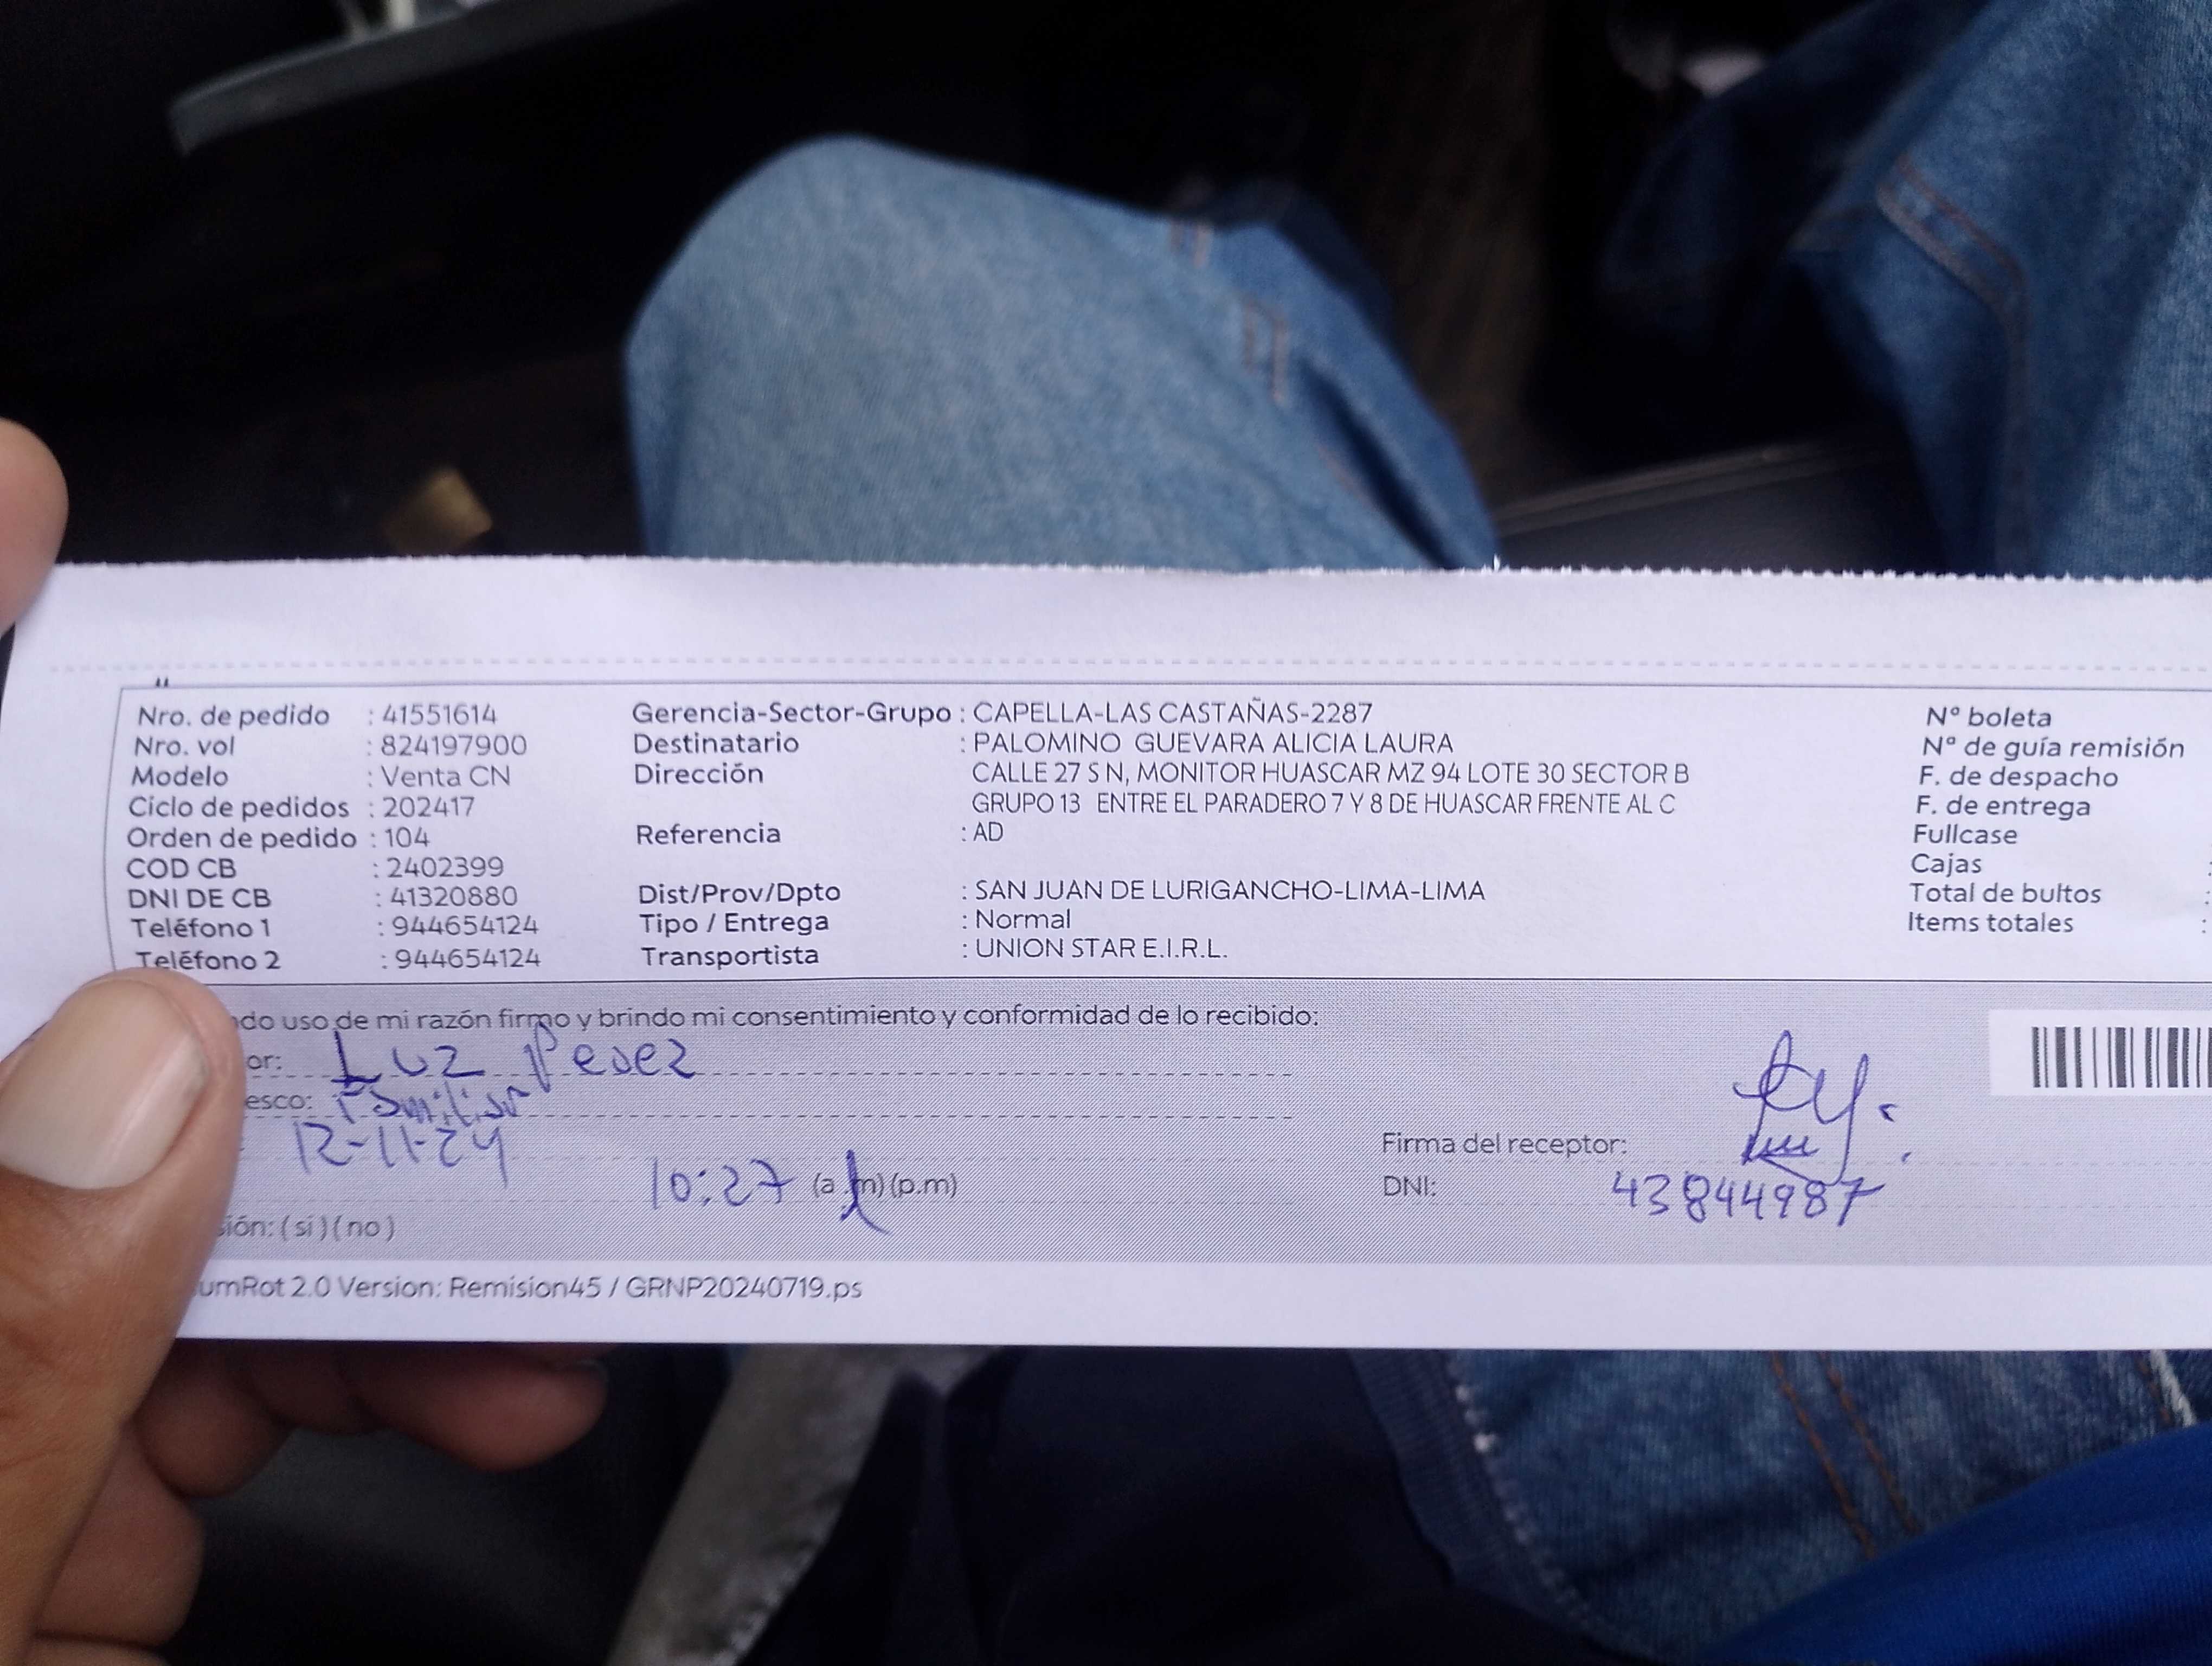 Nro. de pedido : 41551614 Gerencia-Sector-Grupo : CAPELLA-LAS CASTAÑAS-2287 Nº boleta
Nro. vol : 824197900 Destinatario : PALOMINO GUEVARA ALICIA LAURA Nº de guía remisión
Modelo : Venta CN Dirección CALLE 27 S N, MONITOR HUASCAR MZ 94 LOTE 30 SECTOR B F. de despacho
Ciclo de pedidos : 202417 GRUPO 13 ENTRE EL PARADERO 7 Y 8 DE HUASCAR FRENTE AL C F. de entrega
Orden de pedido : 104 Referencia : AD Fullcase
COD CB : 2402399 Cajas :
DNI DE CB : 41320880 Dist/Prov/Dpto : SAN JUAN DE LURIGANCHO-LIMA-LIMA Total de bultos :
Teléfono 1 : 944654124 Tipo / Entrega : Normal Items totales :
Teléfono 2 : 944654124 Transportista : UNION STAR E.I.R.L.
do uso de mi razón firmo y brindo mi consentimiento y conformidad de lo recibido:
or: Luz Perez
esco: Familiar
: 12-11-24 Firma del receptor:
10:27 (a.m) (p.m) DNI: 43844987
sión: (si) (no)
umRot 2.0 Version: Remision45 / GRNP20240719.ps